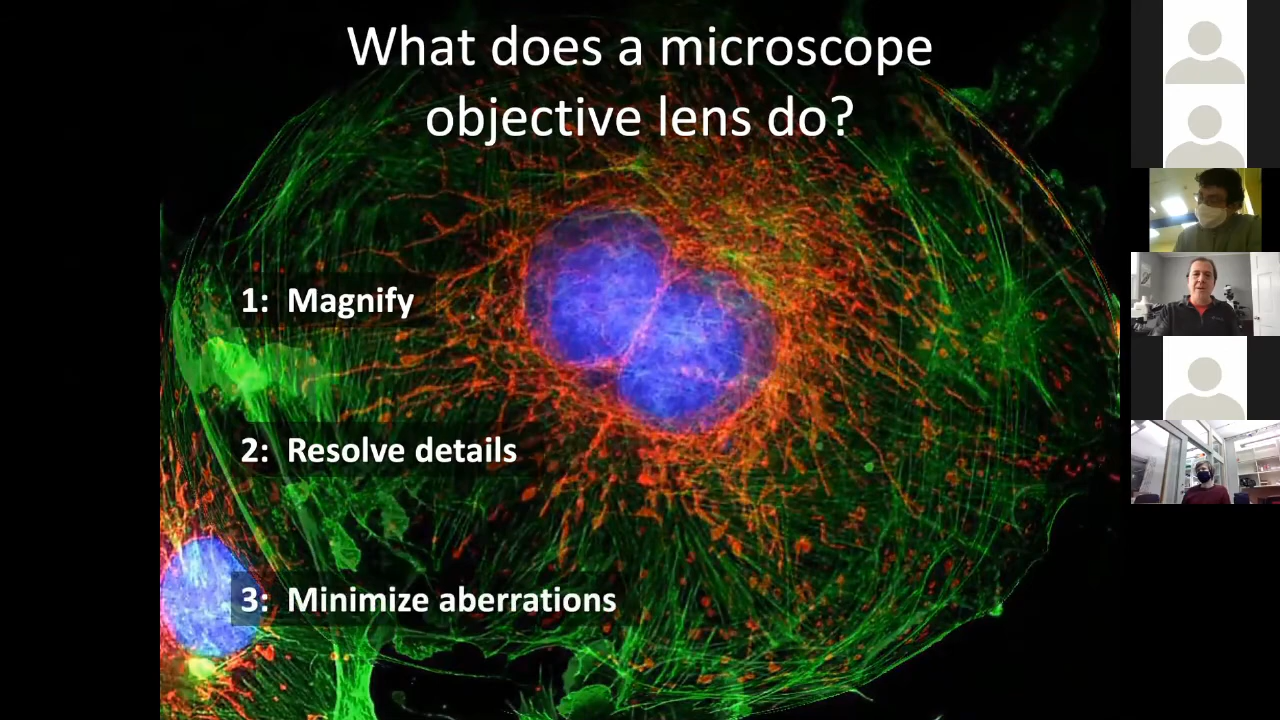 What does a microscope
objective lens do?
1: Magnify
2: Resolve details
3: Minimize aberrations